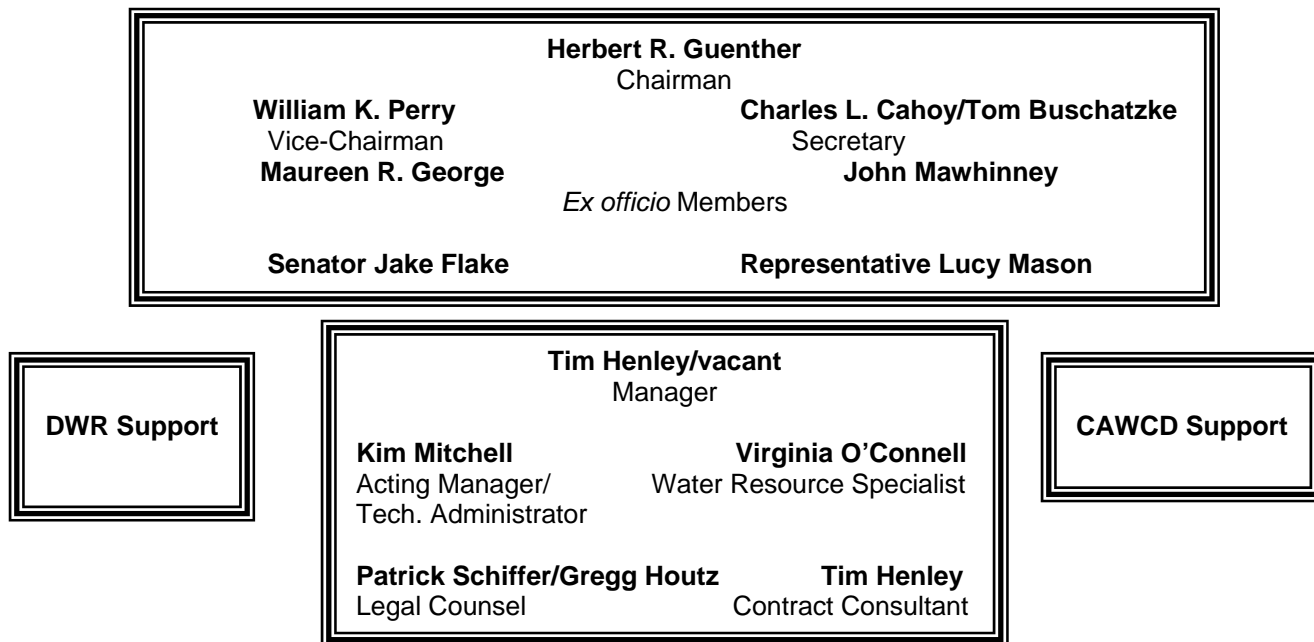 Herbert R. Guenther
Chairman
William K. Perry Charles L. Cahoy/Tom Buschatzke
Vice-Chairman Secretary
Maureen R. George John Mawhinney
Ex officio Members
Senator Jake Flake Representative Lucy Mason
DWR Support
Tim Henley/vacant
Manager
Kim Mitchell Virginia O’Connell
Acting Manager/ Water Resource Specialist
Tech. Administrator
Patrick Schiffer/Gregg Houtz Tim Henley
Legal Counsel Contract Consultant
CAWCD Support